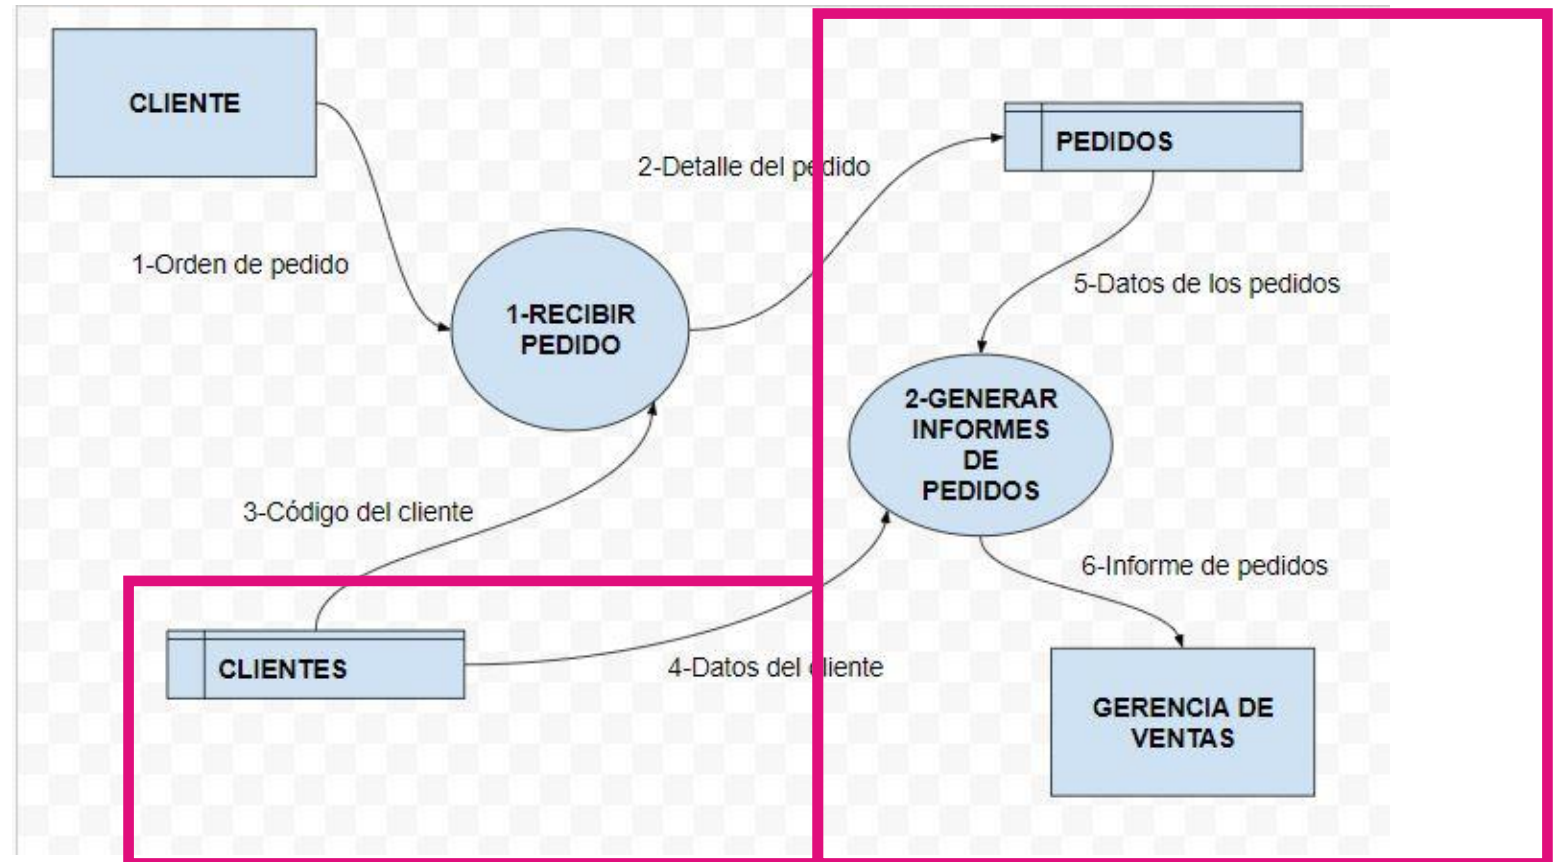 CLIENTE
PEDIDOS
2-Detalle del pedido
1-Orden de pedido
5-Datos de los pedidos
1-RECIBIR
PEDIDO
2-GENERAR
INFORMES
DE
PEDIDOS
3-Código del cliente
6-Informe de pedidos
CLIENTES
4-Datos del cliente
GERENCIA DE
VENTAS